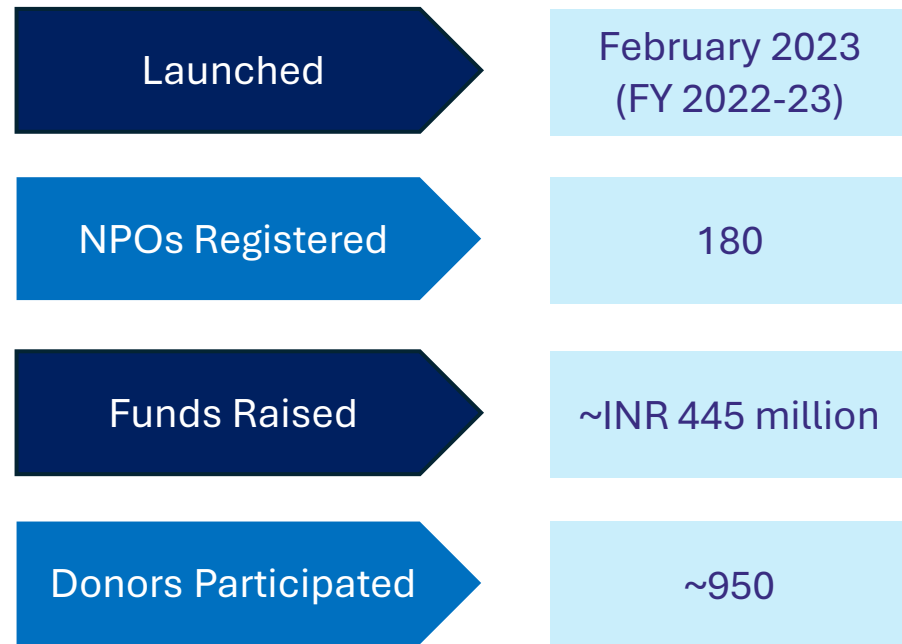 Launched
February 2023
(FY 2022-23)
NPOs Registered
180
Funds Raised
~INR 445 million
Donors Participated
~950